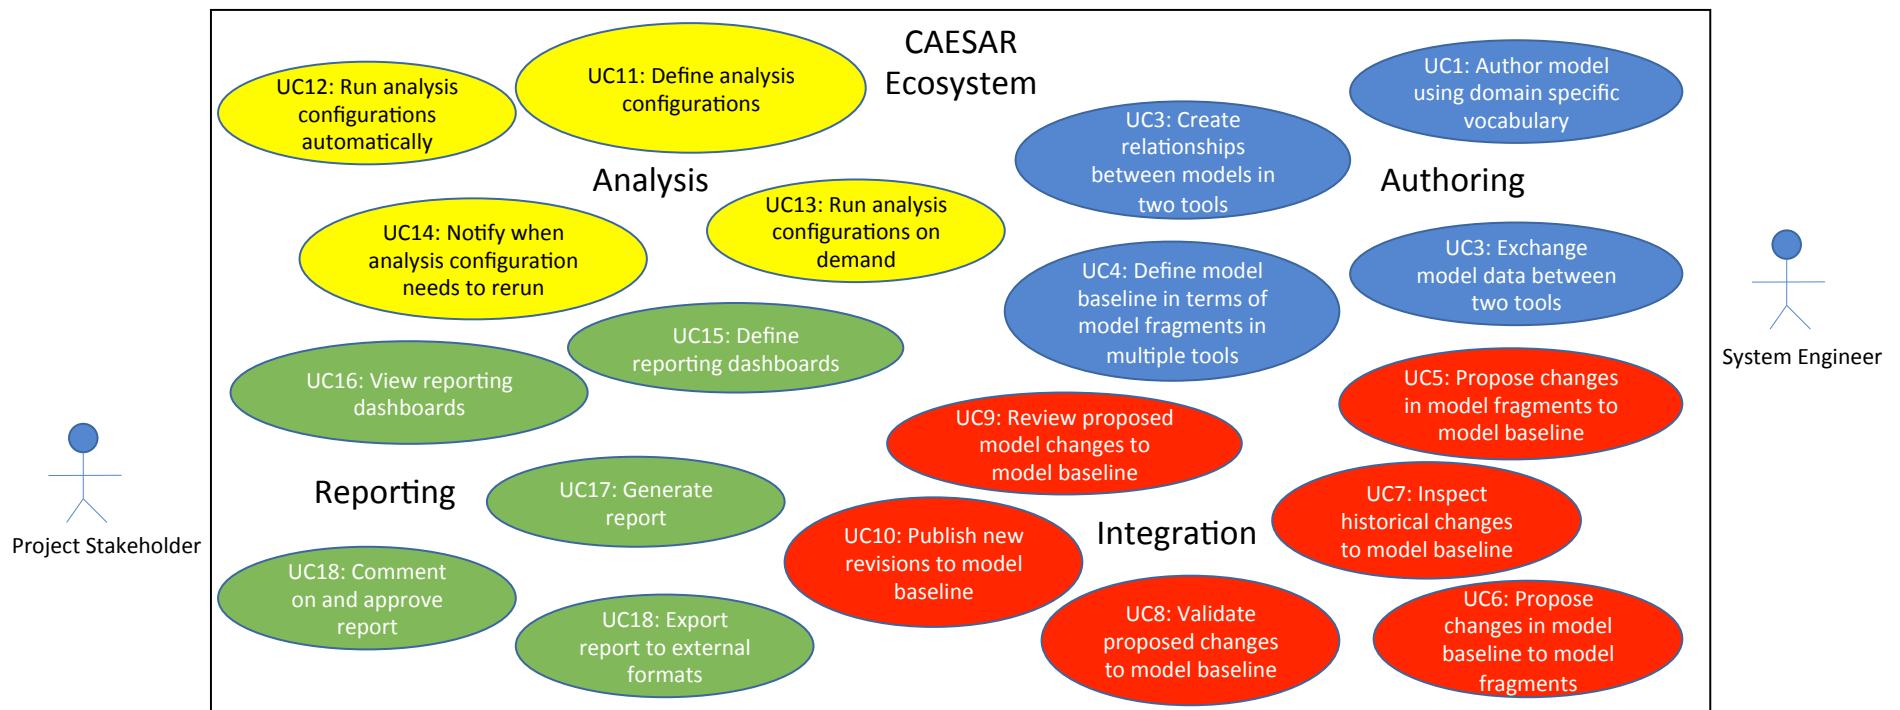 CAESAR
Ecosystem
UC12: Run analysis
configurations
automatically
UC11: Define analysis
configurations
UC1: Author model
using domain specific
vocabulary
UC3: Create
relationships
between models in
two tools
Analysis
Authoring
UC14: Notify when
analysis configuration
needs to rerun
UC13: Run analysis
configurations on
demand
UC4: Define model
baseline in terms of
model fragments in
multiple tools
UC3: Exchange
model data between
two tools
System Engineer
UC15: Define
reporting dashboards
UC16: View reporting
dashboards
UC5: Propose changes
in model fragments to
model baseline
UC9: Review proposed
model changes to
model baseline
Reporting
UC17: Generate
report
UC7: Inspect
historical changes
to model baseline
Integration
UC10: Publish new
revisions to model
baseline
Project Stakeholder
UC18: Comment
on and approve
report
UC18: Export
report to external
formats
UC8: Validate
proposed changes
to model baseline
UC6: Propose
changes in model
baseline to model
fragments